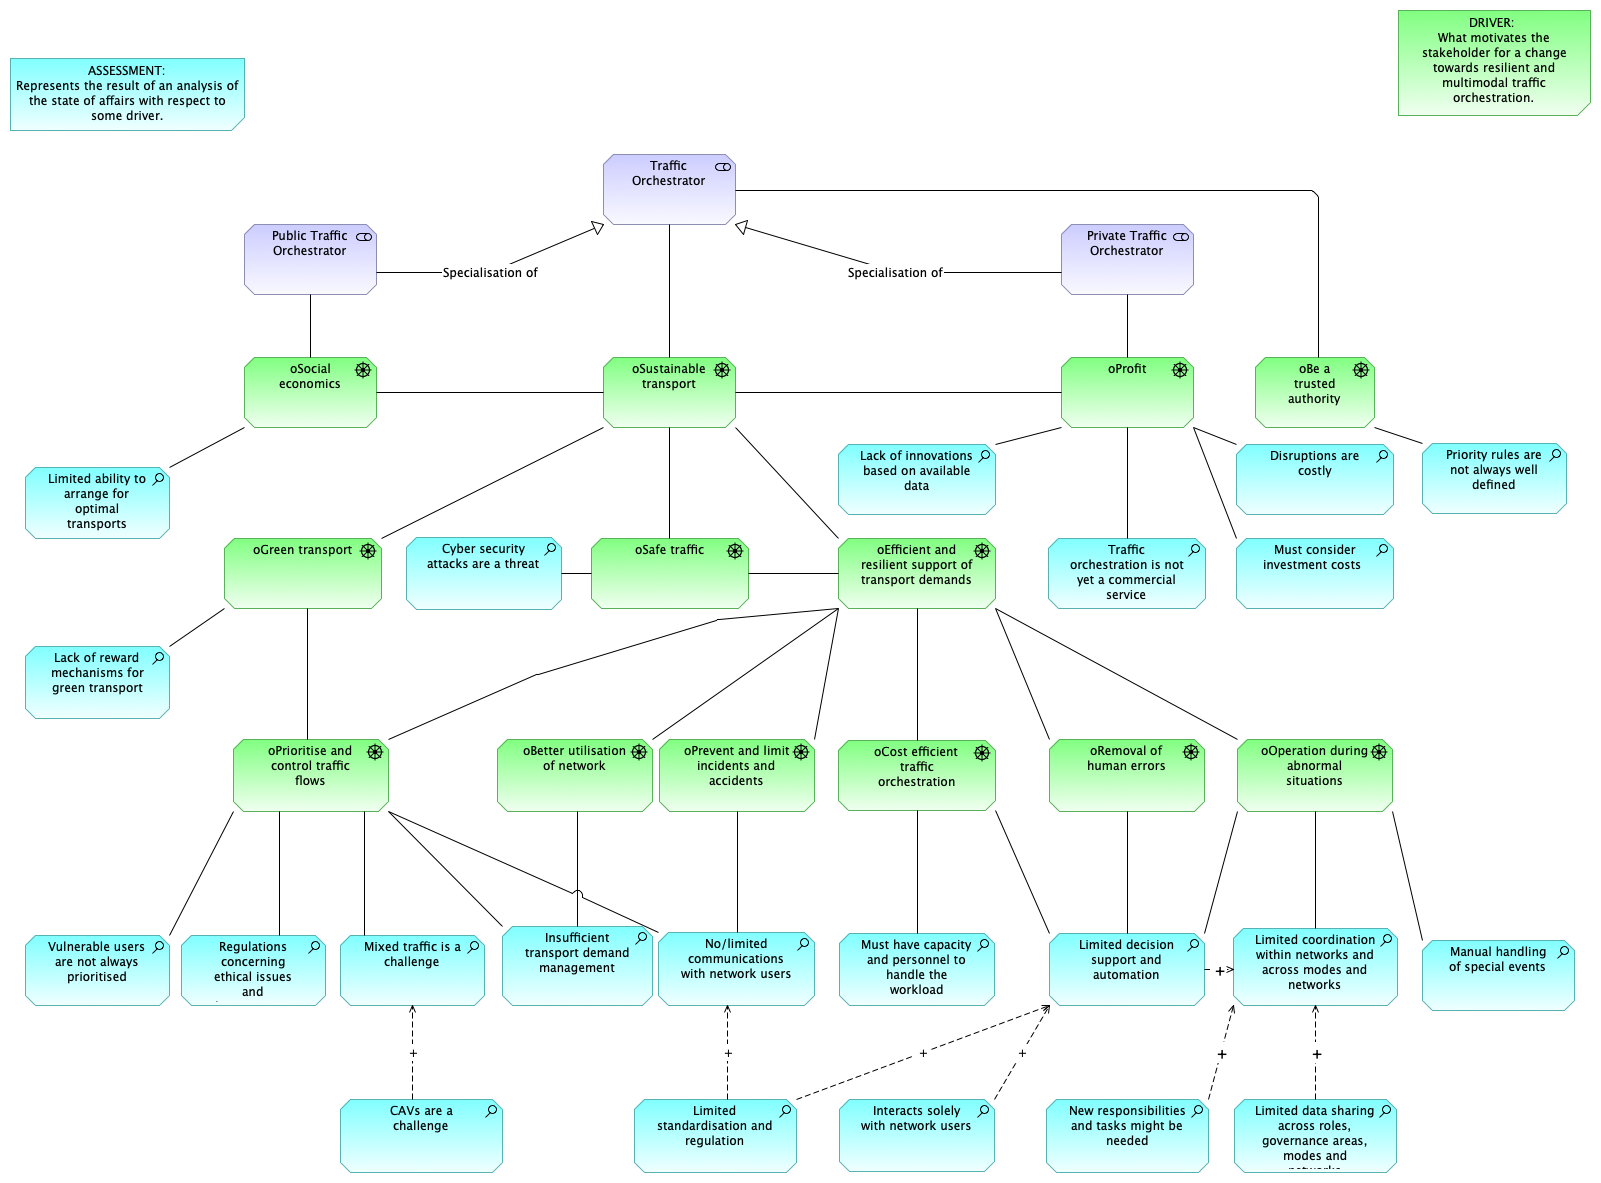 DRIVER:
What motivates the
stakeholder for a change
towards resilient and
multimodal traffic
orchestration.
ASSESSMENT:
Represents the result of an analysis of
the state of affairs with respect to
some driver.
Traffic
Orchestrator
Public Traffic
Orchestrator
Private Traffic
Orchestrator
Specialisation of
Specialisation of
oSocial
economics
oSustainable
transport
oProfit
oBe a
trusted
authority
Limited ability to
arrange for
optimal
transports
Lack of innovations
based on available
data
Disruptions are
costly
Priority rules are
not always well
defined
oGreen transport
Cyber security
attacks are a threat
oSafe traffic
oEfficient and
resilient support of
transport demands
Traffic
orchestration is not
yet a commercial
service
Must consider
investment costs
Lack of reward
mechanisms for
green transport
oPrioritise and
control traffic
flows
oBetter utilisation
of network
oPrevent and limit
incidents and
accidents
oCost efficient
traffic
orchestration
oRemoval of
human errors
oOperation during
abnormal
situations
Vulnerable users
are not always
prioritised
Regulations
concerning
ethical issues
and
Mixed traffic is a
challenge
Insufficient
transport demand
management
No/limited
communications
with network users
Must have capacity
and personnel to
handle the
workload
Limited decision
support and
automation
Limited coordination
within networks and
across modes and
networks
Manual handling
of special events
+
+
+
+
+
+
+
CAVs are a
challenge
Limited
standardisation and
regulation
Interacts solely
with network users
New responsibilities
and tasks might be
needed
Limited data sharing
across roles,
governance areas,
modes and